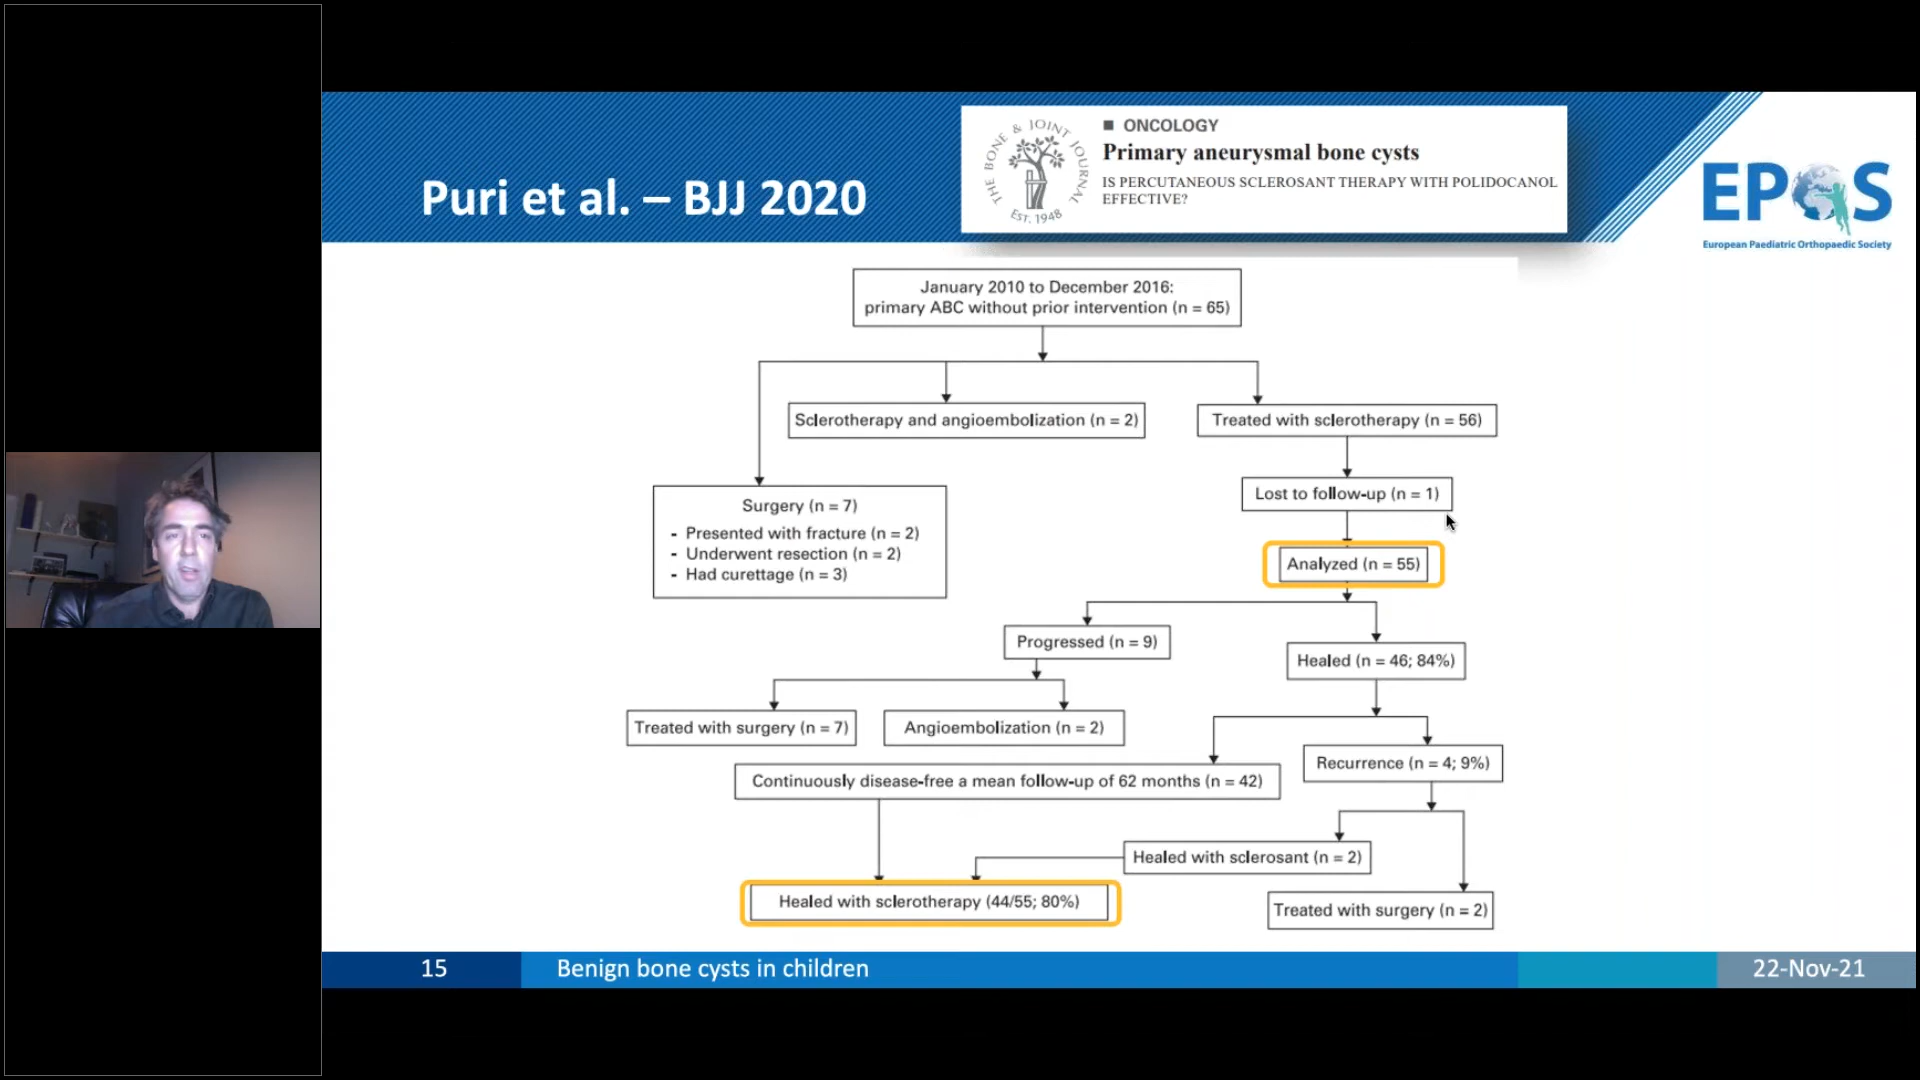 Puri et al. – BJJ 2020
THE BONE & JOINT JOURNAL
EST. 1948
■ ONCOLOGY
Primary aneurysmal bone cysts
IS PERCUTANEOUS SCLEROSANT THERAPY WITH POLIDOCANOL
EFFECTIVE?
EPOS
European Paediatric Orthopaedic Society
January 2010 to December 2016:
primary ABC without prior intervention (n = 65)
Sclerotherapy and angioembolization (n = 2)
Treated with sclerotherapy (n = 56)
Surgery (n = 7)
- Presented with fracture (n = 2)
- Underwent resection (n = 2)
- Had curettage (n = 3)
Lost to follow-up (n = 1)
Analyzed (n = 55)
Progressed (n = 9)
Healed (n = 46; 84%)
Treated with surgery (n = 7)
Angioembolization (n = 2)
Continuously disease-free a mean follow-up of 62 months (n = 42)
Recurrence (n = 4; 9%)
Healed with sclerosant (n = 2)
Healed with sclerotherapy (44/55; 80%)
Treated with surgery (n = 2)
15
Benign bone cysts in children
22-Nov-21